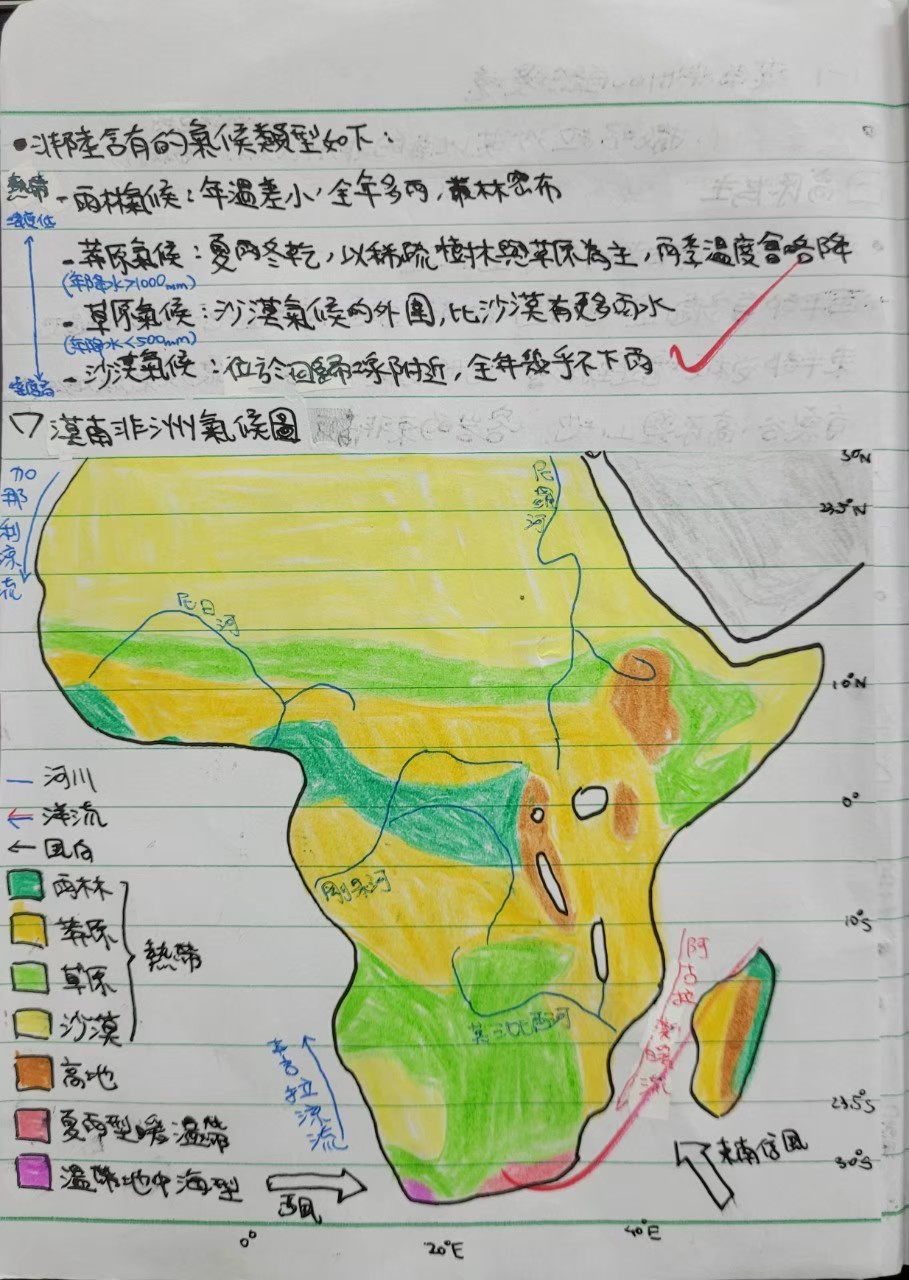 •非陸含有的氣候類型如下：
熱帶 - 雨林氣候：年溫差小，全年多雨，叢林密布
緯度低
- 莽原氣候：夏雨冬乾，以稀疏樹林與草原為主，雨季溫度會略降
(年降水>1000mm)
- 草原氣候：沙漠氣候的外圍，比沙漠有更多雨水
(年降水<500mm)
- 沙漠氣候：位於回歸線附近，全年幾乎不下雨
緯度高
▽漠南非洲氣候圖
加那利涼流
尼羅河
30°N
23.5°N
尼日河
10°N
河川
洋流
風向
0°
雨林
莽原
草原
沙漠
熱帶
高地
夏雨型暖溫帶
溫帶地中海型
剛果河
10°S
阿古拉斯暖流
莫三比西河
本吉拉涼流
23.5°S
東南信風
30°S
西風
0°
20°E
40°E